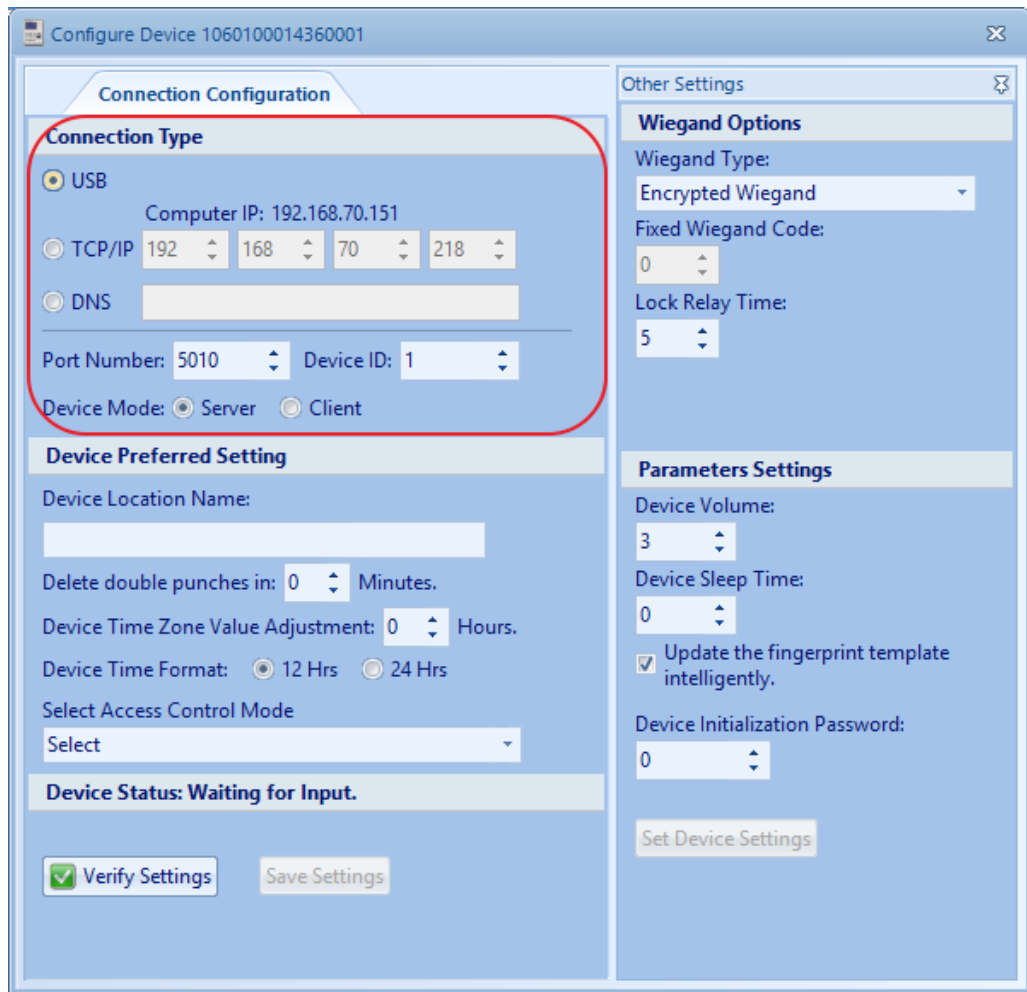 Configure Device 1060100014360001
Connection Configuration
Connection Type
USB
Computer IP: 192.168.70.151
TCP/IP 192 168 70 218
DNS
Port Number: 5010 Device ID: 1
Device Mode: Server Client
Device Preferred Setting
Device Location Name:
Delete double punches in: 0 Minutes.
Device Time Zone Value Adjustment: 0 Hours.
Device Time Format: 12 Hrs 24 Hrs
Select Access Control Mode
Select
Device Status: Waiting for Input.
Verify Settings Save Settings
Other Settings
Wiegand Options
Wiegand Type:
Encrypted Wiegand
Fixed Wiegand Code:
0
Lock Relay Time:
5
Parameters Settings
Device Volume:
3
Device Sleep Time:
0
Update the fingerprint template
intelligently.
Device Initialization Password:
0
Set Device Settings